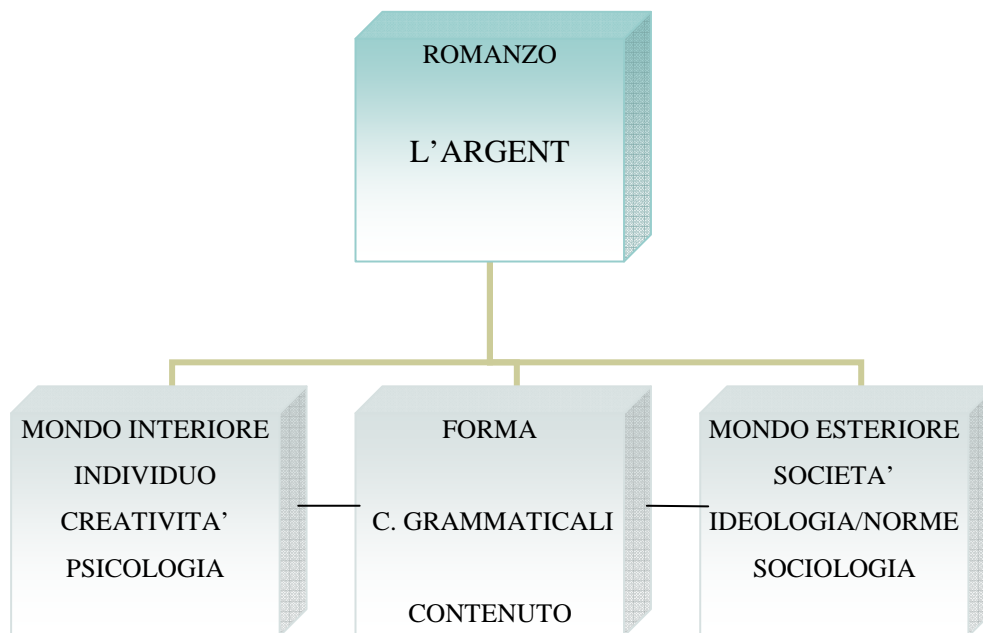 ROMANZO
L’ARGENT
MONDO INTERIORE
INDIVIDUO
CREATIVITA’
PSICOLOGIA
FORMA
C. GRAMMATICALI
CONTENUTO
MONDO ESTERIORE
SOCIETA’
IDEOLOGIA/NORME
SOCIOLOGIA